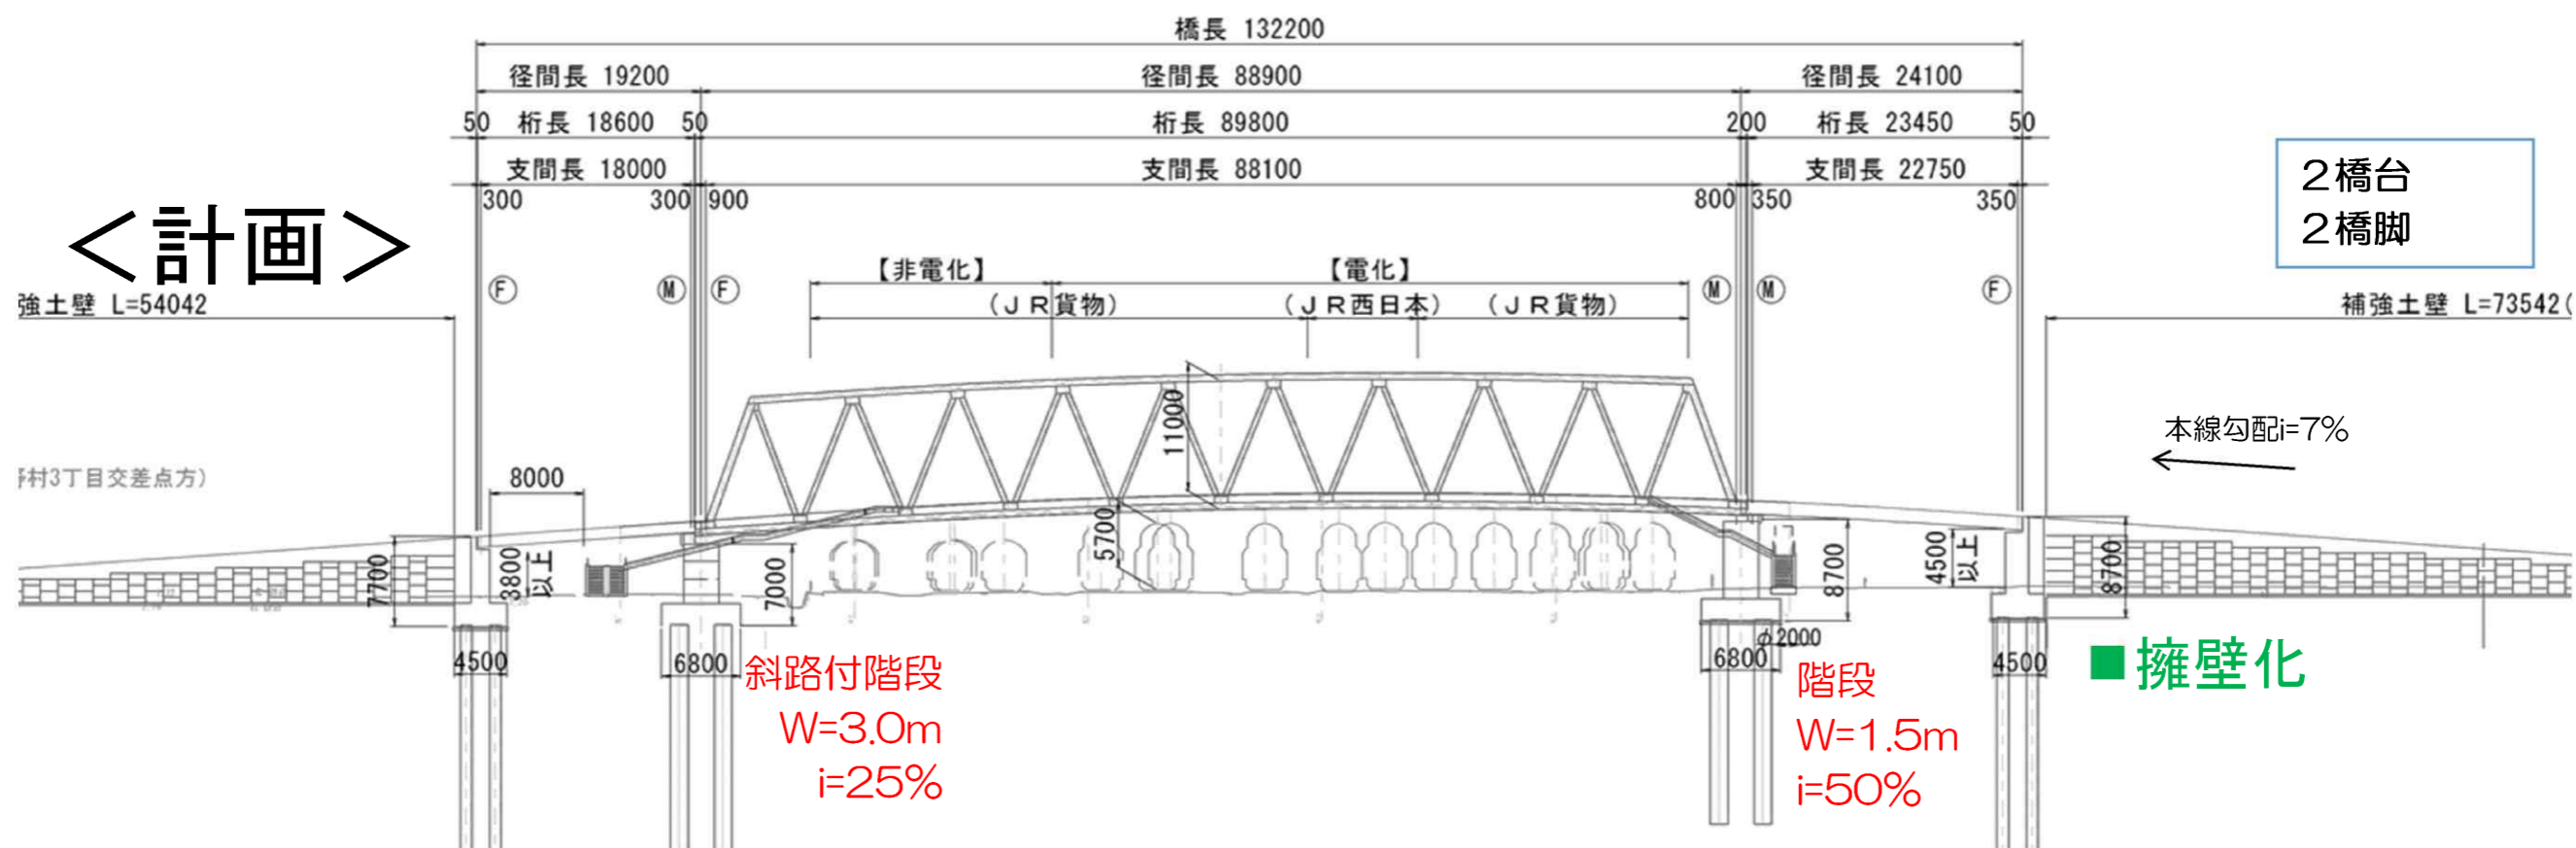 橋長 132200
径間長 19200
径間長 88900
径間長 24100
50 桁長 18600 50
桁長 89800
200 桁長 23450 50
支間長 18000
支間長 88100
支間長 22750
300
300 900
800 350
350
<計画>
2橋台
2橋脚
【非電化】
【電化】
F
M
F
M
M
F
強土壁 L=54042
(JR貨物)
(JR西日本)
(JR貨物)
補強土壁 L=73542(
11000
本線勾配i=7%
村3丁目交差点方)
8000
5700
7700
3800
以上
7000
8700
4500
以上
8700
φ2000
4500
6800
6800
4500
斜路付階段
W=3.0m
i=25%
階段
W=1.5m
i=50%
■擁壁化